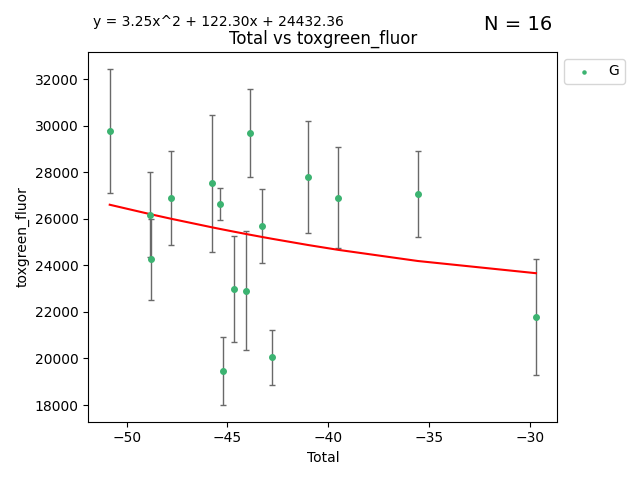 y = 3.25x^2 + 122.30x + 24432.36
N = 16
Total vs toxgreen_fluor
G
toxgreen_fluor
32000
30000
28000
26000
24000
22000
20000
18000
−50
−45
−40
−35
−30
Total